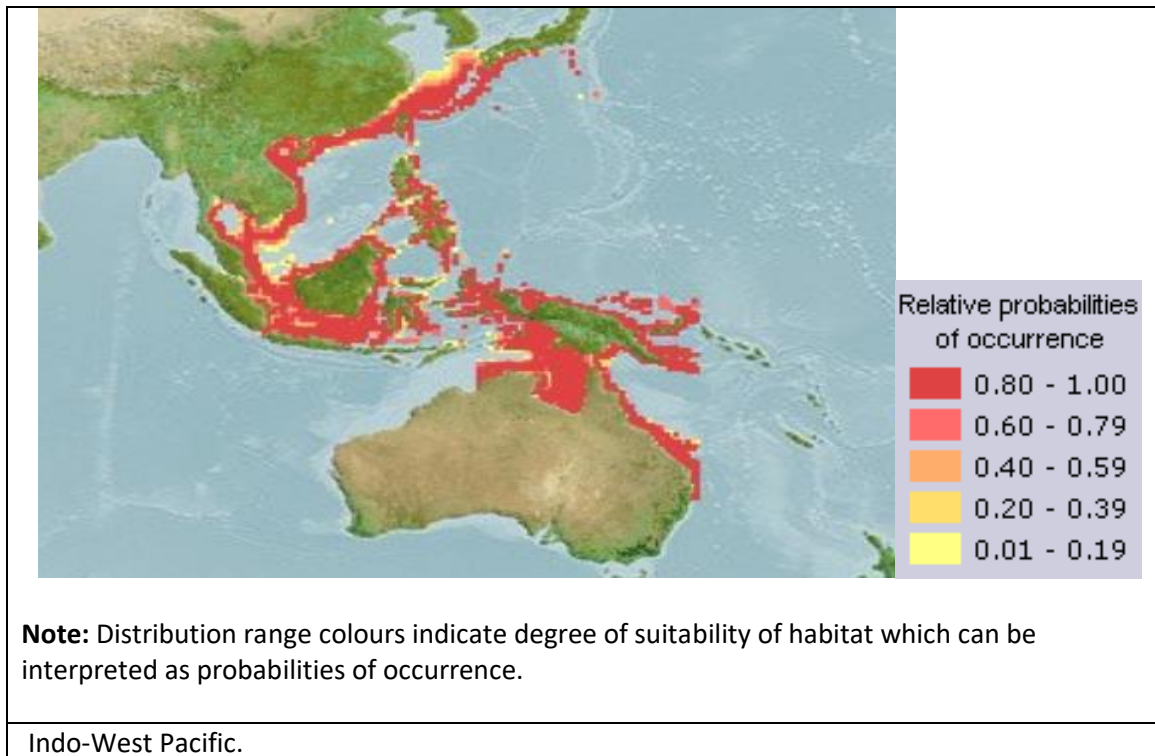 Relative probabilities
of occurrence
0.80 - 1.00
0.60 - 0.79
0.40 - 0.59
0.20 - 0.39
0.01 - 0.19
Note: Distribution range colours indicate degree of suitability of habitat which can be
interpreted as probabilities of occurrence.
Indo-West Pacific.